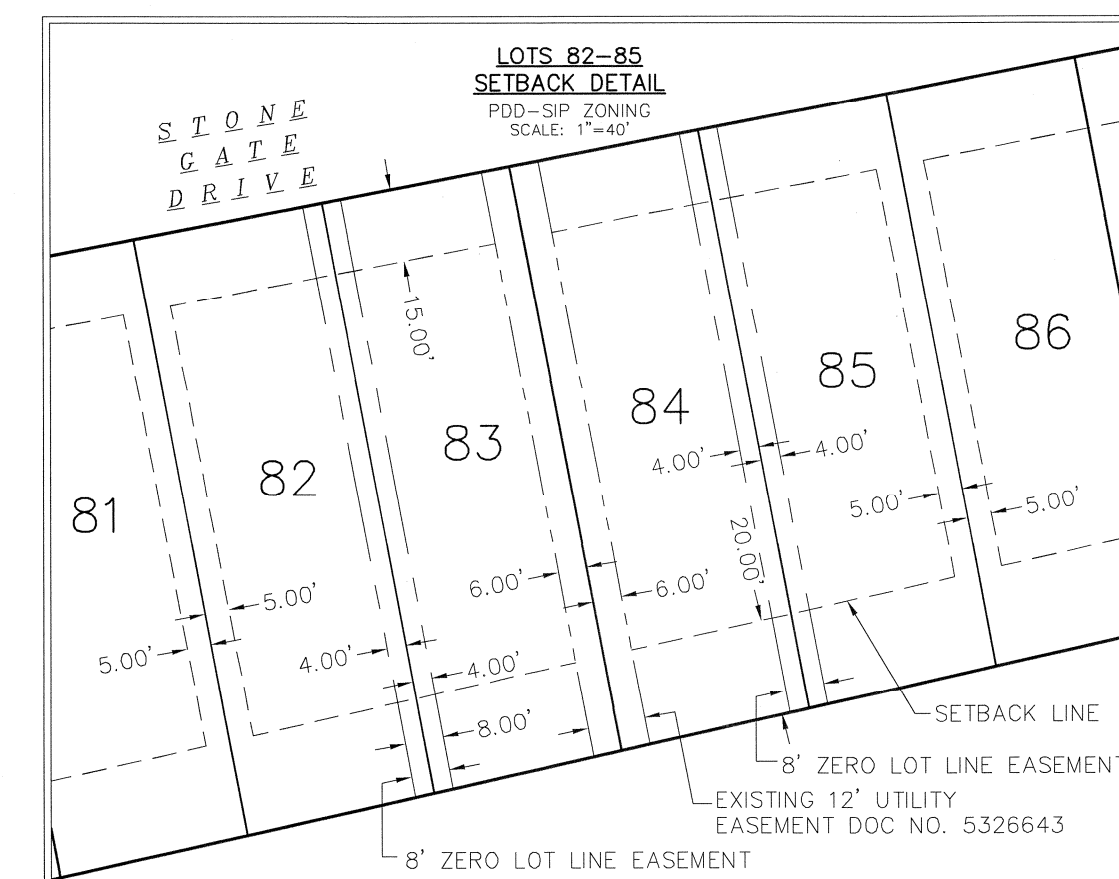 LOTS 82-85
SETBACK DETAIL
PDD-SIP ZONING
SCALE: 1"=40'
STONE
GATE
DRIVE
15.00'
86
85
84
83
82
81
4.00'
4.00'
5.00'
5.00'
20.00'
6.00'
6.00'
5.00'
5.00'
4.00'
4.00'
8.00'
SETBACK LINE
8' ZERO LOT LINE EASEMENT
EXISTING 12' UTILITY
EASEMENT DOC NO. 5326643
8' ZERO LOT LINE EASEMENT